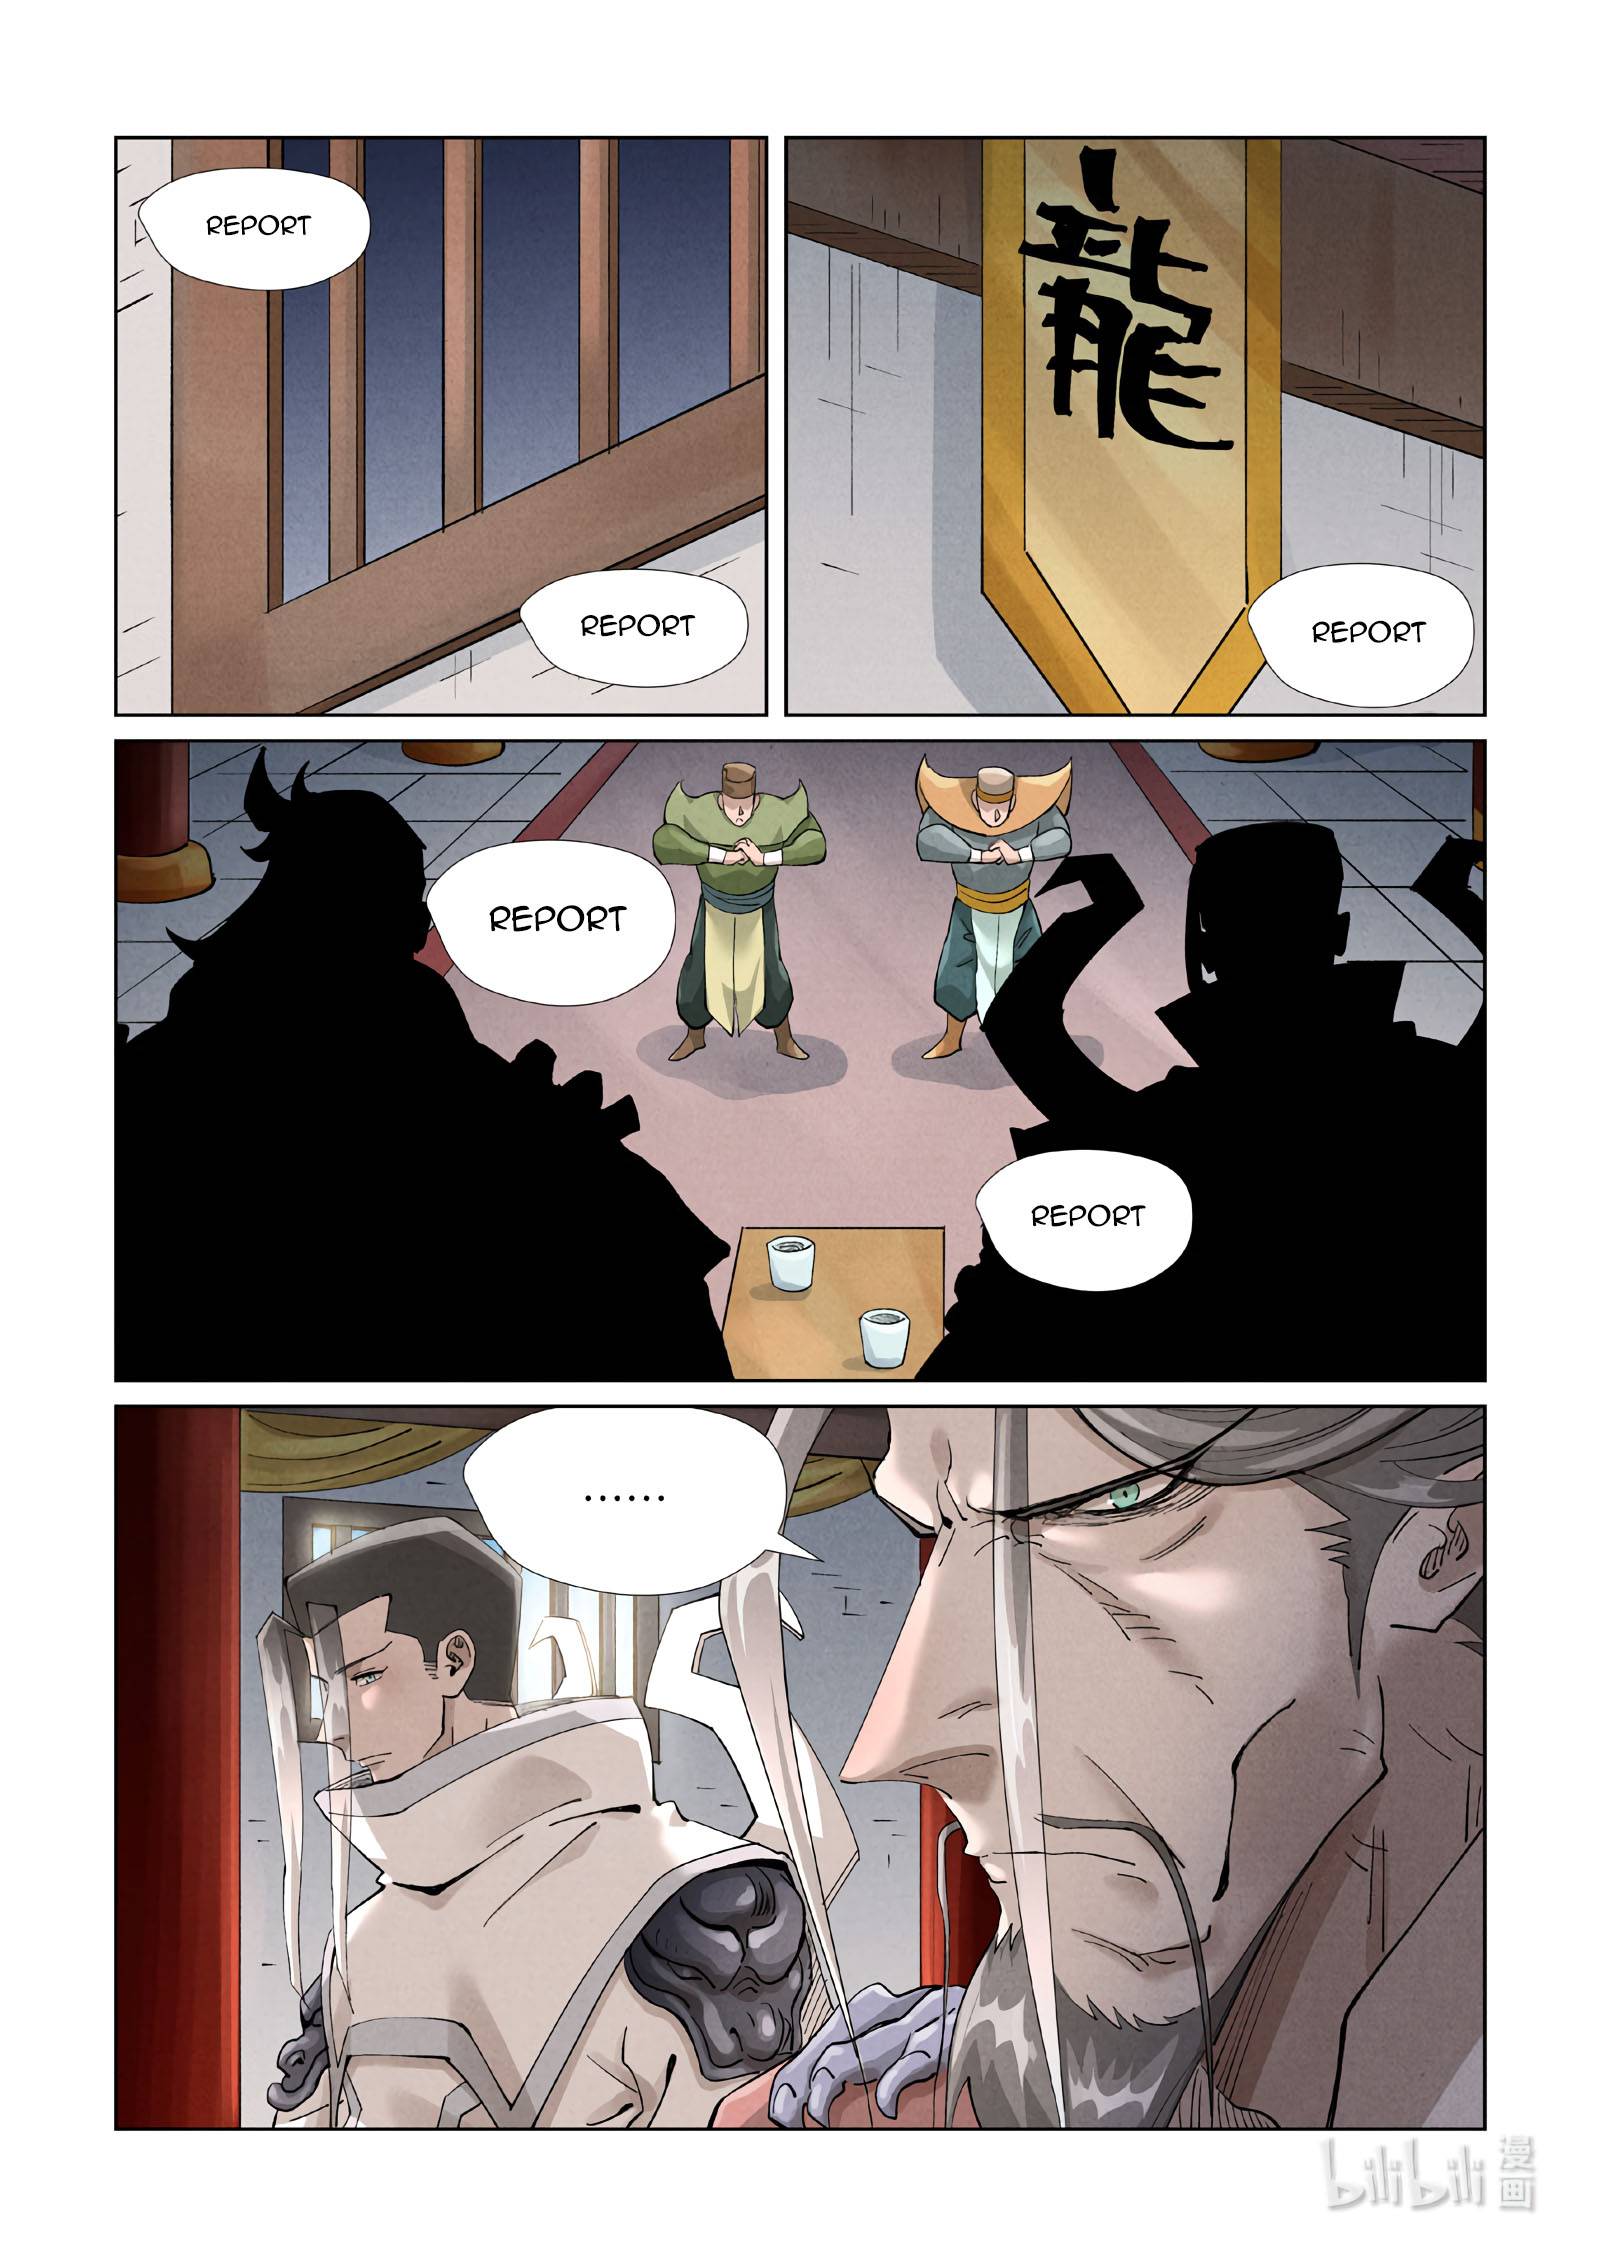 REPORT
REPORT
龍
REPORT
REPORT
REPORT
......
bilibili
漫画